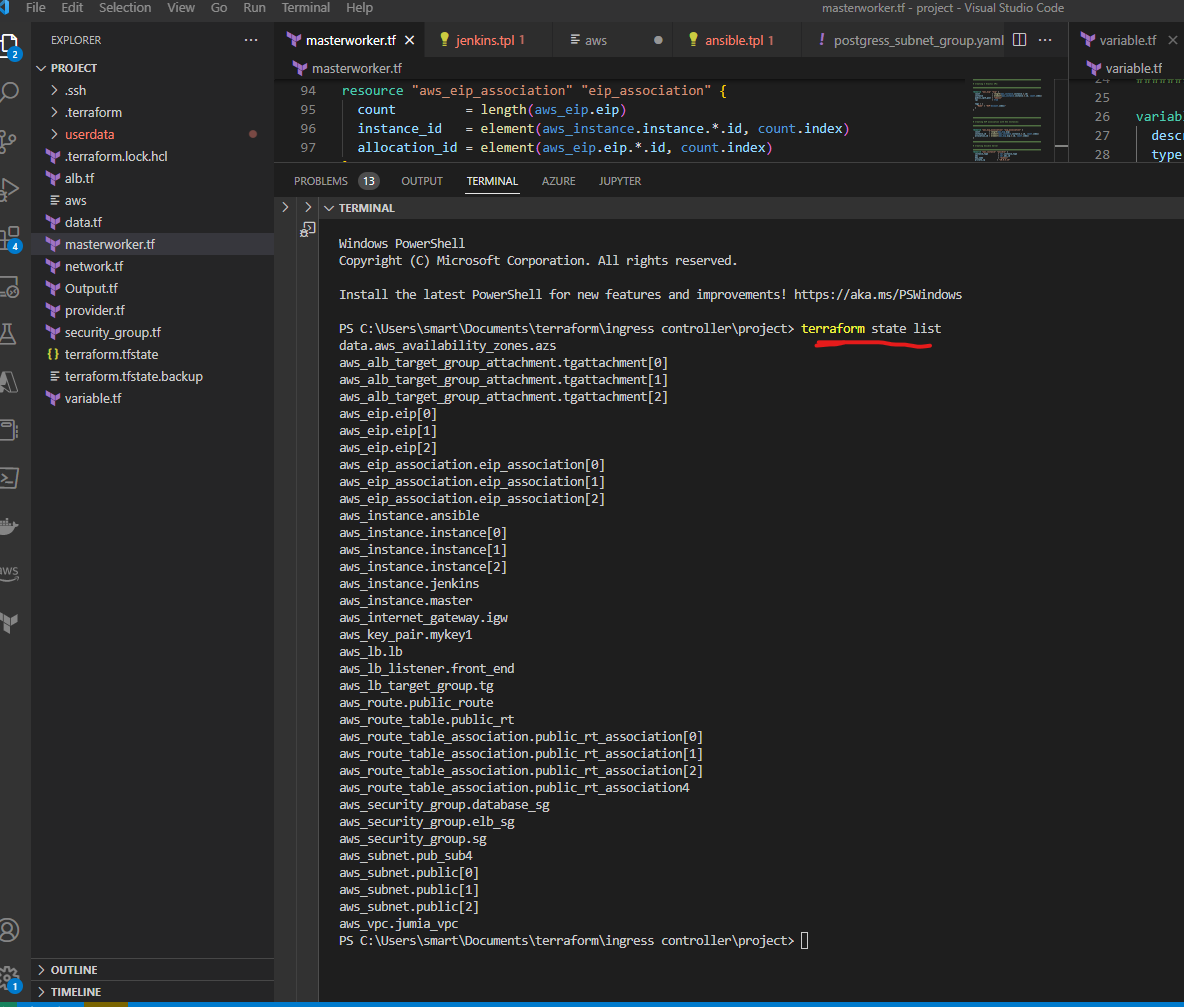 File Edit Selection View Go Run Terminal Help
masterworker.tf - project - Visual Studio Code
2
4
1
EXPLORER
PROJECT
.ssh
.terraform
userdata
.terraform.lock.hcl
alb.tf
aws
data.tf
masterworker.tf
network.tf
Output.tf
provider.tf
security_group.tf
terraform.tfstate
terraform.tfstate.backup
variable.tf
OUTLINE
TIMELINE
aws
masterworker.tf jenkins.tpl 1 aws ansible.tpl 1 postgress_subnet_group.yaml
masterworker.tf
94 resource "aws_eip_association" "eip_association" {
95 count = length(aws_eip.eip)
96 instance_id = element(aws_instance.instance.*.id, count.index)
97 allocation_id = element(aws_eip.eip.*.id, count.index)
variable.tf
variable.tf
25
26 variab
27 descr
28 type
PROBLEMS 13 OUTPUT TERMINAL AZURE JUPYTER
TERMINAL
Windows PowerShell
Copyright (C) Microsoft Corporation. All rights reserved.
Install the latest PowerShell for new features and improvements! https://aka.ms/PSWindows
PS C:\Users\smart\Documents\terraform\ingress controller\project> terraform state list
data.aws_availability_zones.azs
aws_alb_target_group_attachment.tgattachment[0]
aws_alb_target_group_attachment.tgattachment[1]
aws_alb_target_group_attachment.tgattachment[2]
aws_eip.eip[0]
aws_eip.eip[1]
aws_eip.eip[2]
aws_eip_association.eip_association[0]
aws_eip_association.eip_association[1]
aws_eip_association.eip_association[2]
aws_instance.ansible
aws_instance.instance[0]
aws_instance.instance[1]
aws_instance.instance[2]
aws_instance.jenkins
aws_instance.master
aws_internet_gateway.igw
aws_key_pair.mykey1
aws_lb.lb
aws_lb_listener.front_end
aws_lb_target_group.tg
aws_route.public_route
aws_route_table.public_rt
aws_route_table_association.public_rt_association[0]
aws_route_table_association.public_rt_association[1]
aws_route_table_association.public_rt_association[2]
aws_route_table_association.public_rt_association4
aws_security_group.database_sg
aws_security_group.elb_sg
aws_security_group.sg
aws_subnet.pub_sub4
aws_subnet.public[0]
aws_subnet.public[1]
aws_subnet.public[2]
aws_vpc.jumia_vpc
PS C:\Users\smart\Documents\terraform\ingress controller\project>